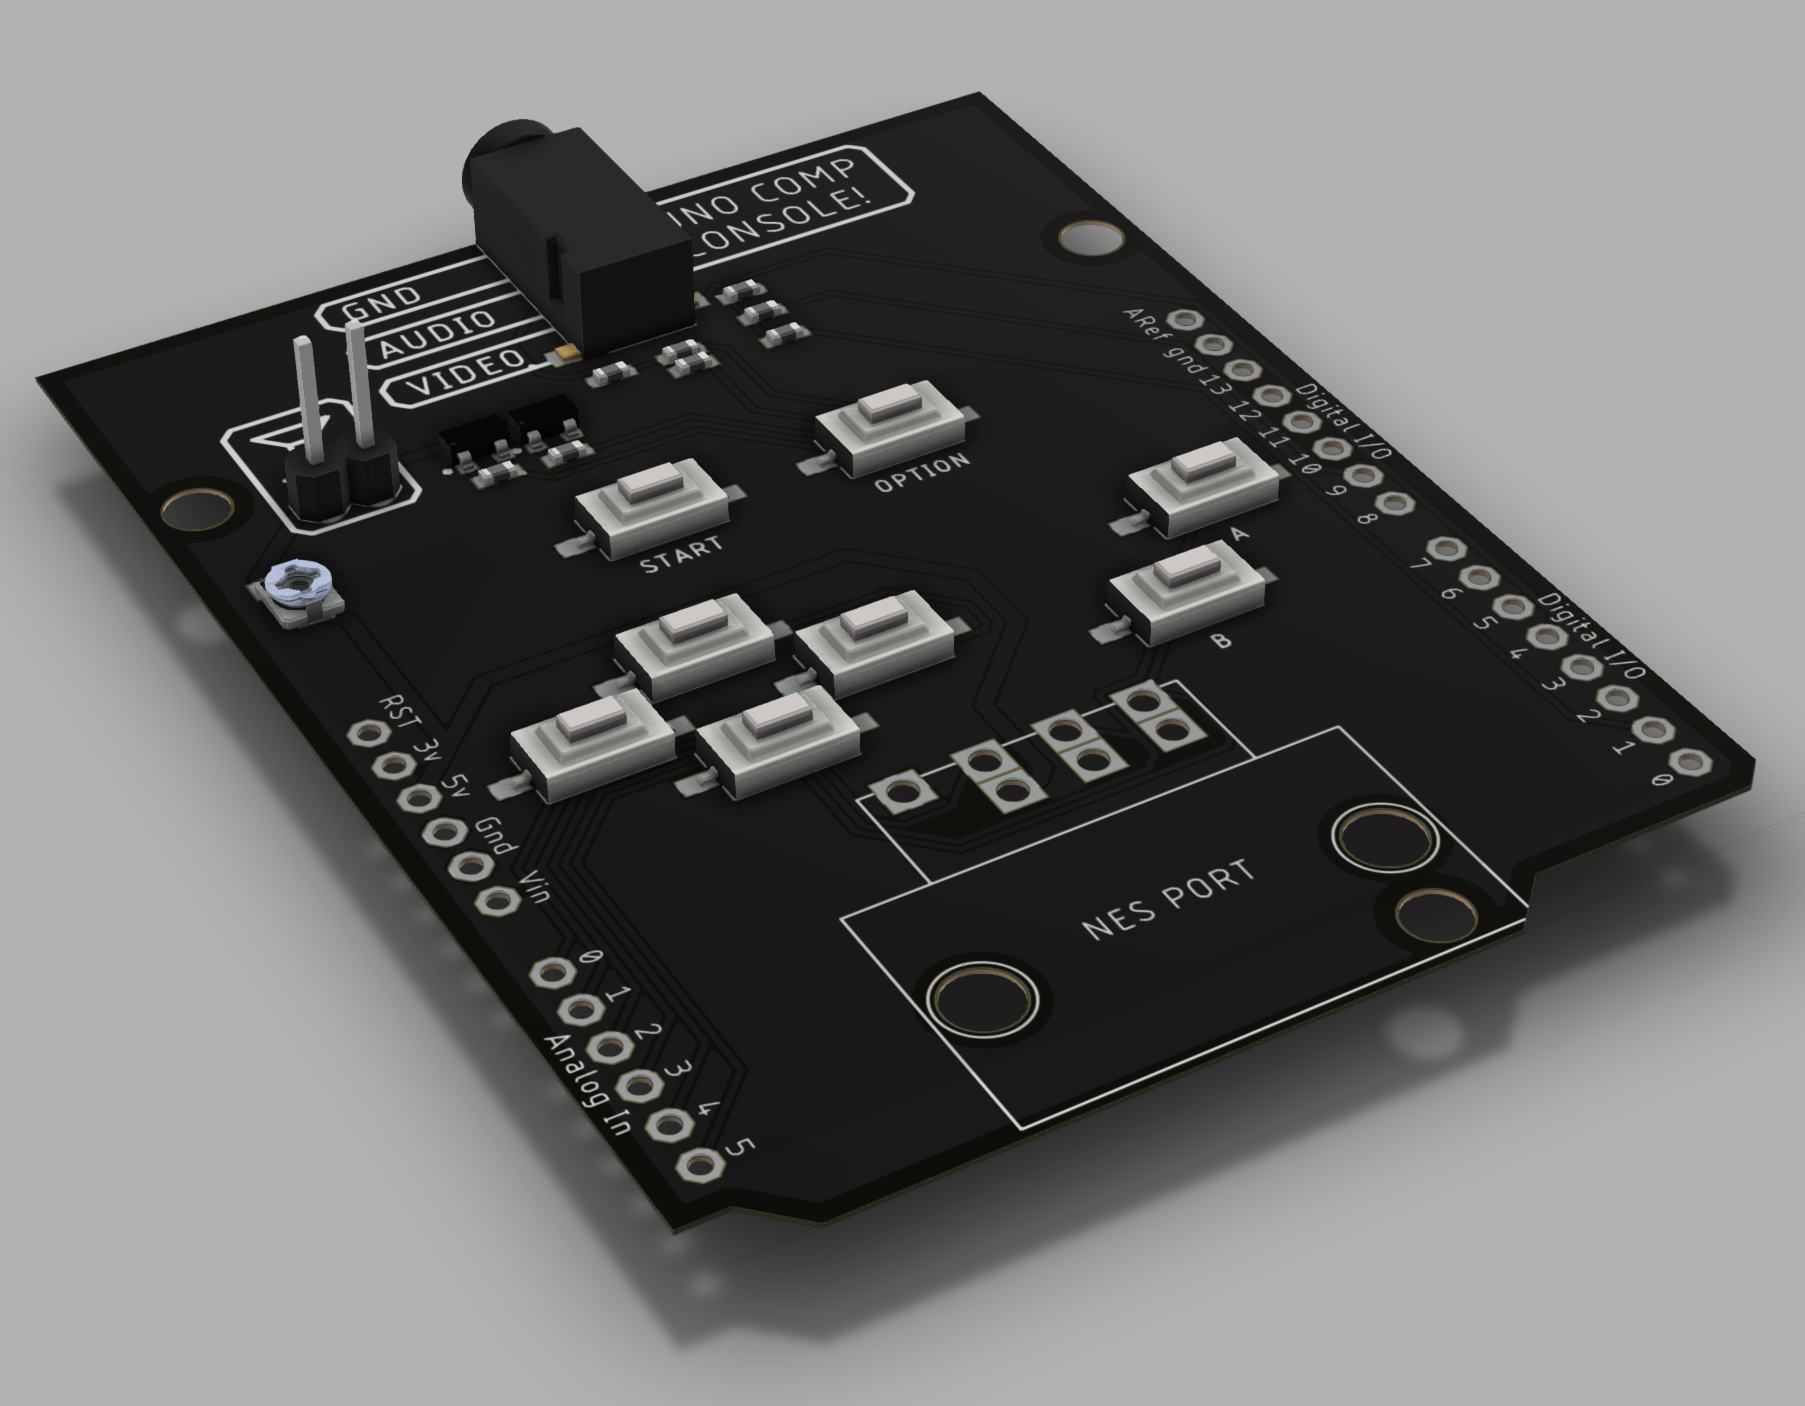 INO COMP
CONSOLE!
GND
AUDIO
VIDEO
OPTION
START
A
B
ARef
gnd
13
12
11
10
9
8
Digital I/O
7
6
5
4
3
2
1
0
Digital I/O
RST
3v
5v
Gnd
Vin
0
1
2
3
4
5
Analog In
NES PORT